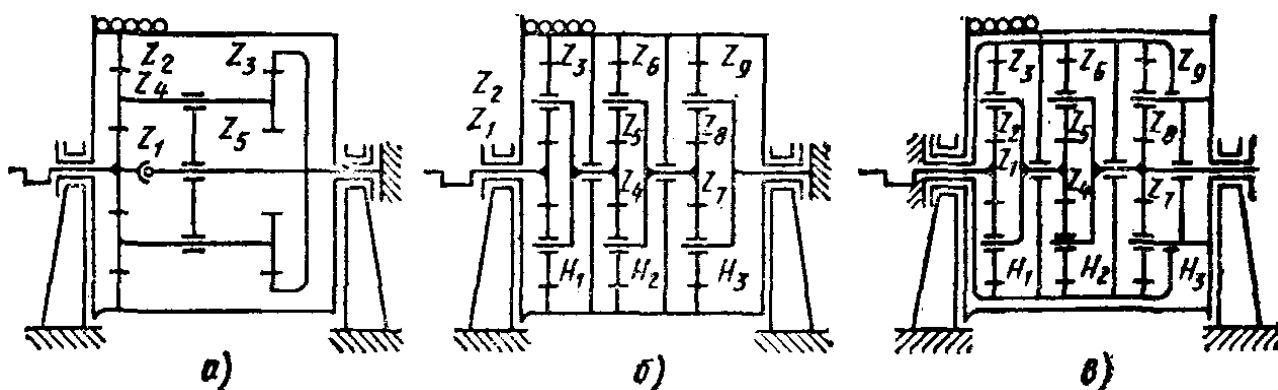 Z₂ Z₃
Z₄
Z₁ Z₅
а)
Z₃ Z₆ Z₉
Z₂
Z₁ Z₅ Z₈
Z₄ Z₇
H₁ H₂ H₃
б)
Z₃ Z₆ Z₉
Z₂ Z₅ Z₈
Z₁ Z₄ Z₇
H₁ H₂ H₃
в)